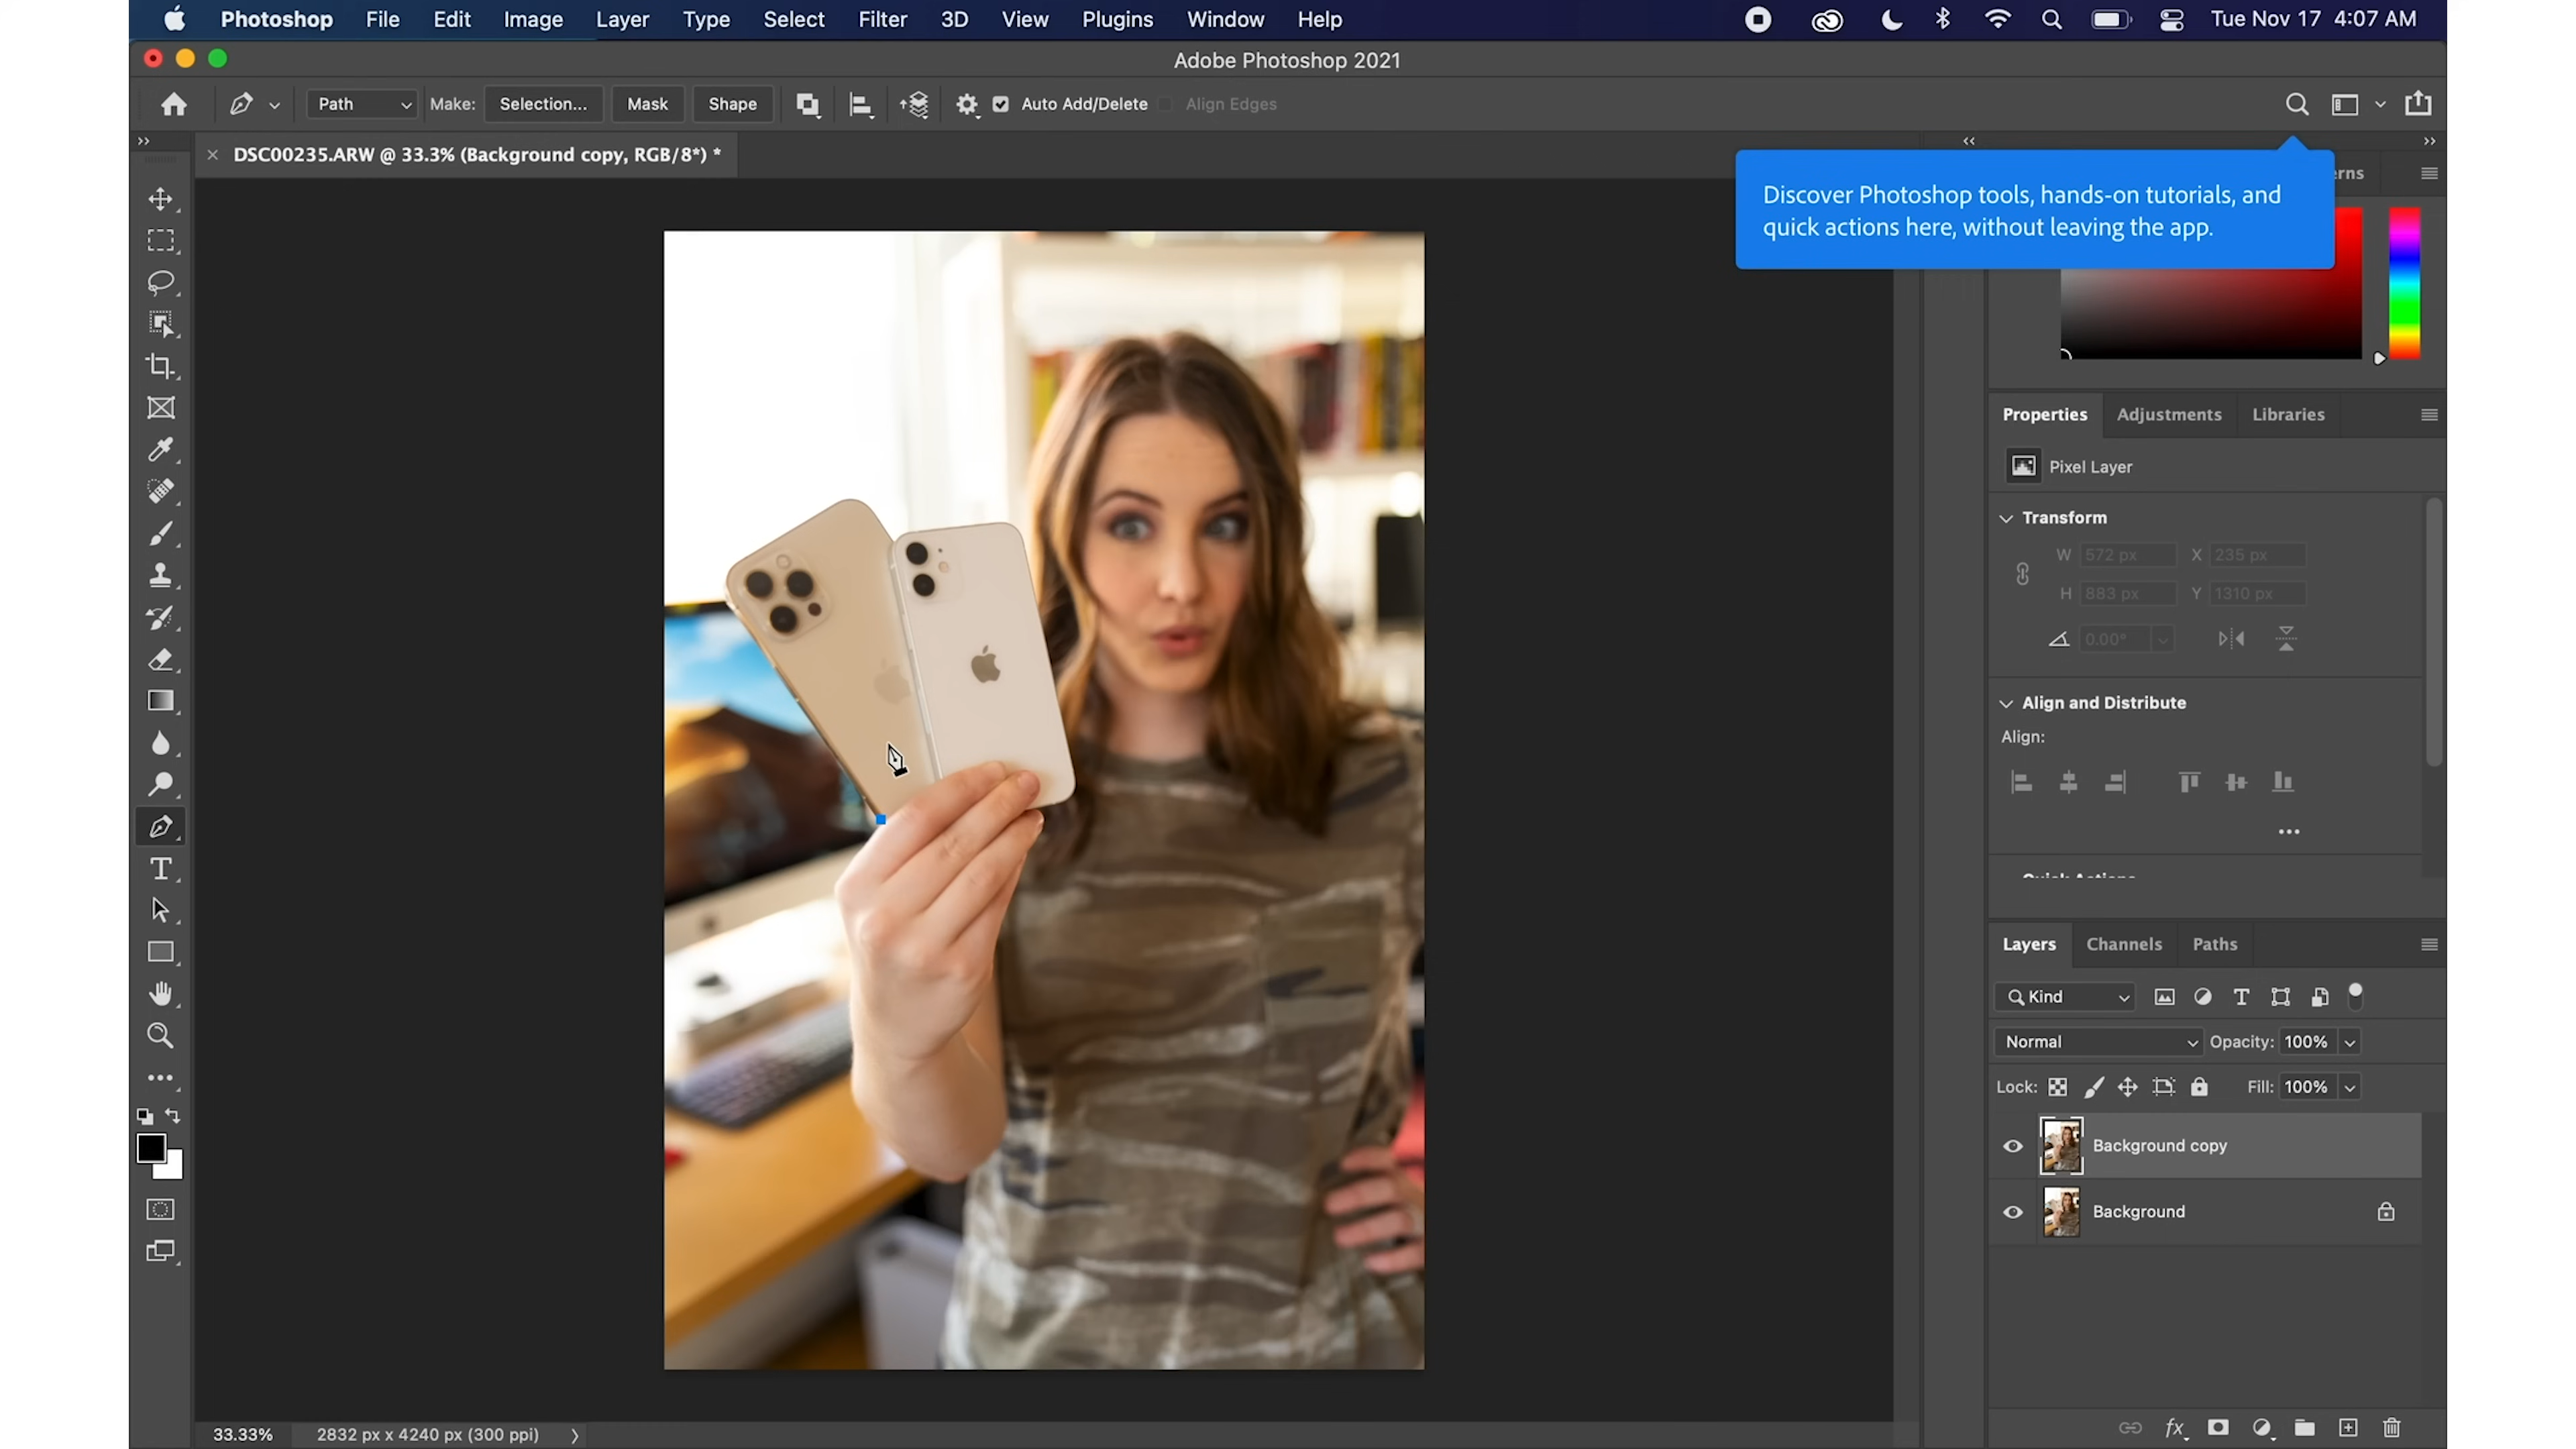 Photoshop File Edit Image Layer Type Select Filter 3D View Plugins Window Help Tue Nov 17 4:07 AM
Adobe Photoshop 2021
Path Make: Selection... Mask Shape Auto Add/Delete Align Edges
DSC00235.ARW @ 33.3% (Background copy, RGB/8*) *
erns
Discover Photoshop tools, hands-on tutorials, and
quick actions here, without leaving the app.
Properties Adjustments Libraries
Pixel Layer
Transform
W 572 px X 235 px
H 883 px Y 1310 px
0.00°
Align and Distribute
Align:
Quick Actions
Layers Channels Paths
Kind
Normal Opacity: 100%
Lock: Fill: 100%
Background copy
Background
33.33% 2832 px x 4240 px (300 ppi)